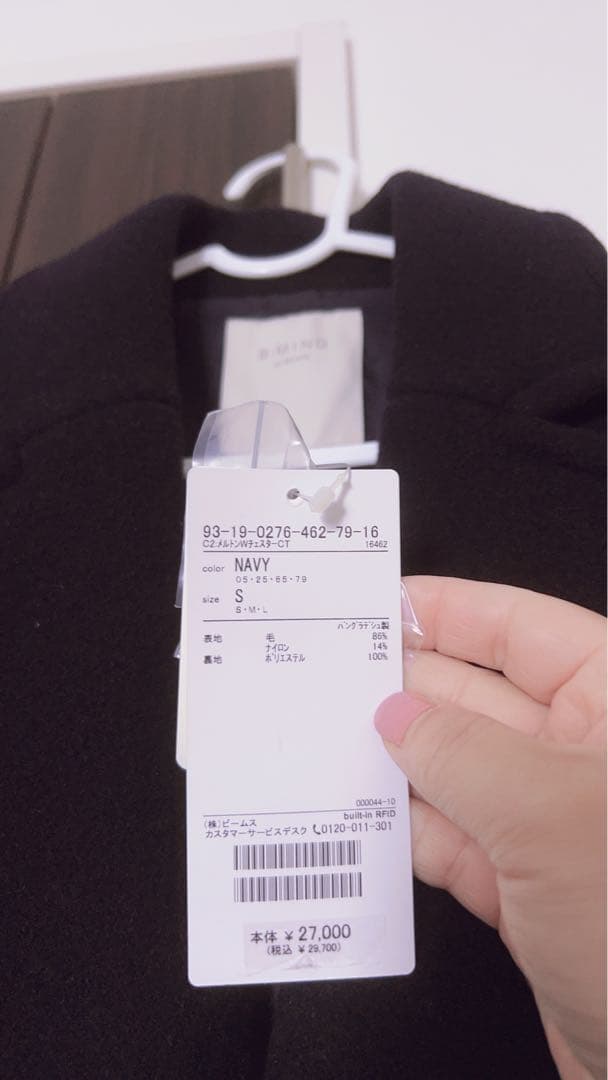 B:MING
93-19-0276-462-79-16
C2:メルトンWチェスターCT 16462
color NAVY
05・25・65・79
size S
S・M・L
バングラデシュ製
表地 毛 86%
ナイロン 14%
裏地 ポリエステル 100%
000044-10
built-in RFID
(株)ビームス
カスタマーサービスデスク 0120-011-301
本体 ¥27,000
(税込 ¥29,700)